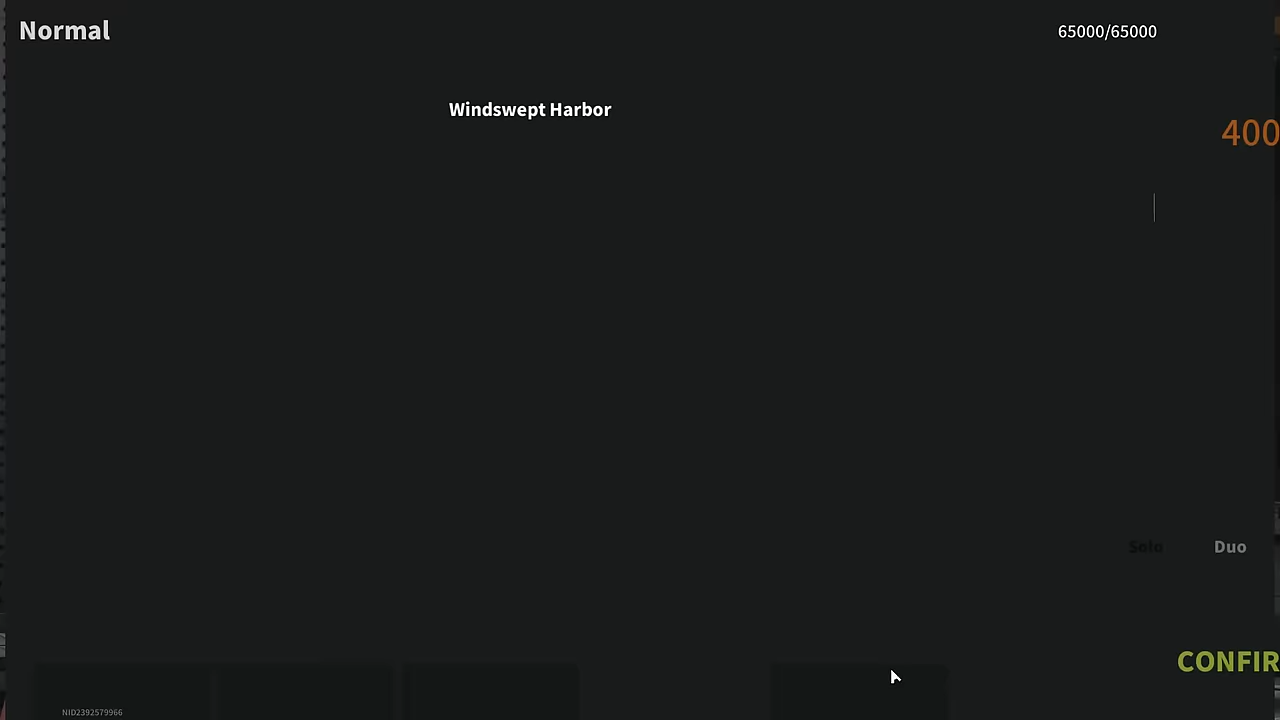 Normal
65000/65000
Windswept Harbor
400
Solo
Duo
CONFIR
NID2392579966